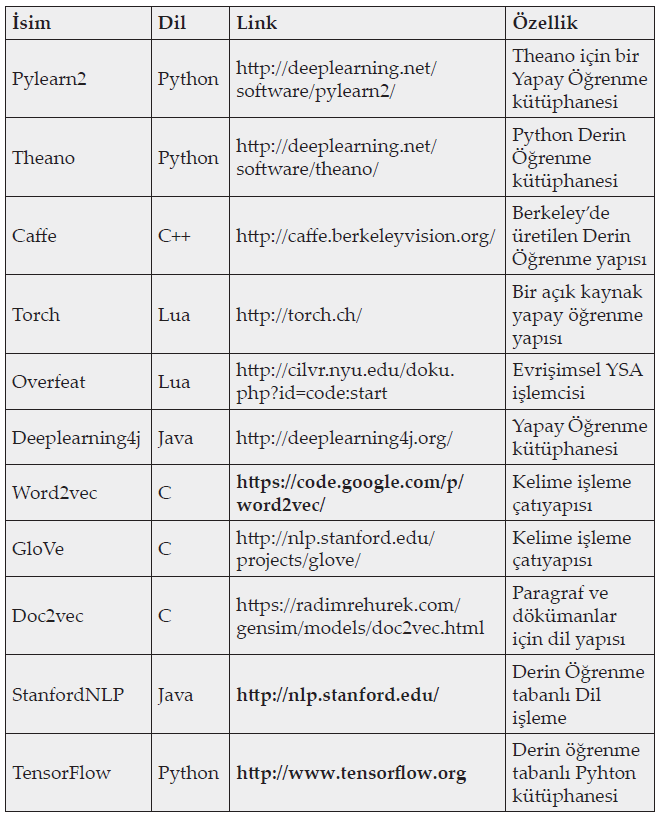 İsim Dil Link Özellik
Pylearn2 Python http://deeplearning.net/ software/pylearn2/ Theano için bir Yapay Öğrenme kütüphanesi
Theano Python http://deeplearning.net/ software/theano/ Python Derin Öğrenme kütüphanesi
Caffe C++ http://caffe.berkeleyvision.org/ Berkeley’de üretilen Derin Öğrenme yapısı
Torch Lua http://torch.ch/ Bir açık kaynak yapay öğrenme yapısı
Overfeat Lua http://cilvr.nyu.edu/doku. php?id=code:start Evrişimsel YSA işlemcisi
Deeplearning4j Java http://deeplearning4j.org/ Yapay Öğrenme kütüphanesi
Word2vec C https://code.google.com/p/ word2vec/ Kelime işleme çatıyapısı
GloVe C http://nlp.stanford.edu/ projects/glove/ Kelime işleme çatıyapısı
Doc2vec C https://radimrehurek.com/ gensim/models/doc2vec.html Paragraf ve dökümanlar için dil yapısı
StanfordNLP Java http://nlp.stanford.edu/ Derin Öğrenme tabanlı Dil işleme
TensorFlow Python http://www.tensorflow.org Derin öğrenme tabanlı Pyhton kütüphanesi